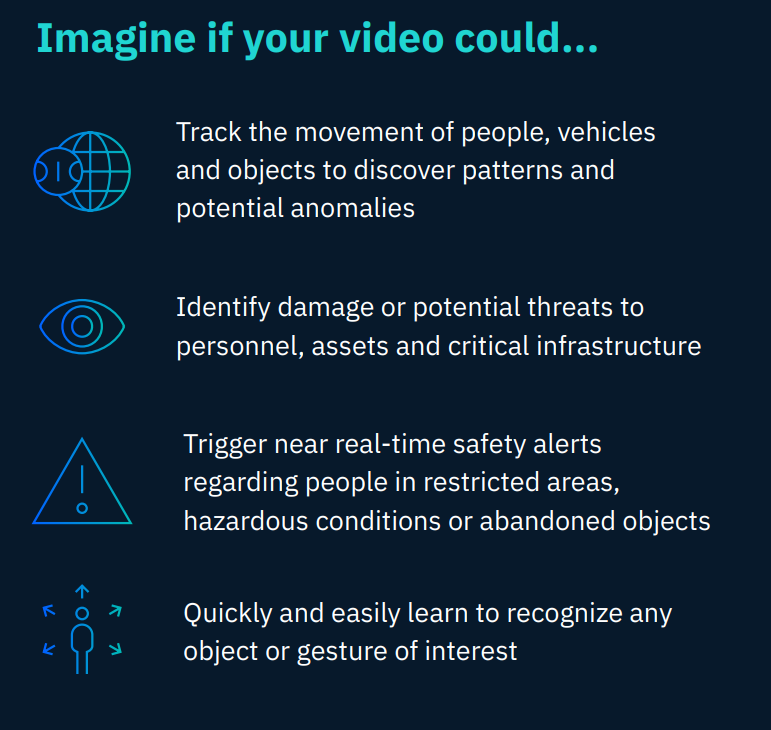 Imagine if your video could...
Track the movement of people, vehicles
and objects to discover patterns and
potential anomalies
Identify damage or potential threats to
personnel, assets and critical infrastructure
Trigger near real-time safety alerts
regarding people in restricted areas,
hazardous conditions or abandoned objects
Quickly and easily learn to recognize any
object or gesture of interest